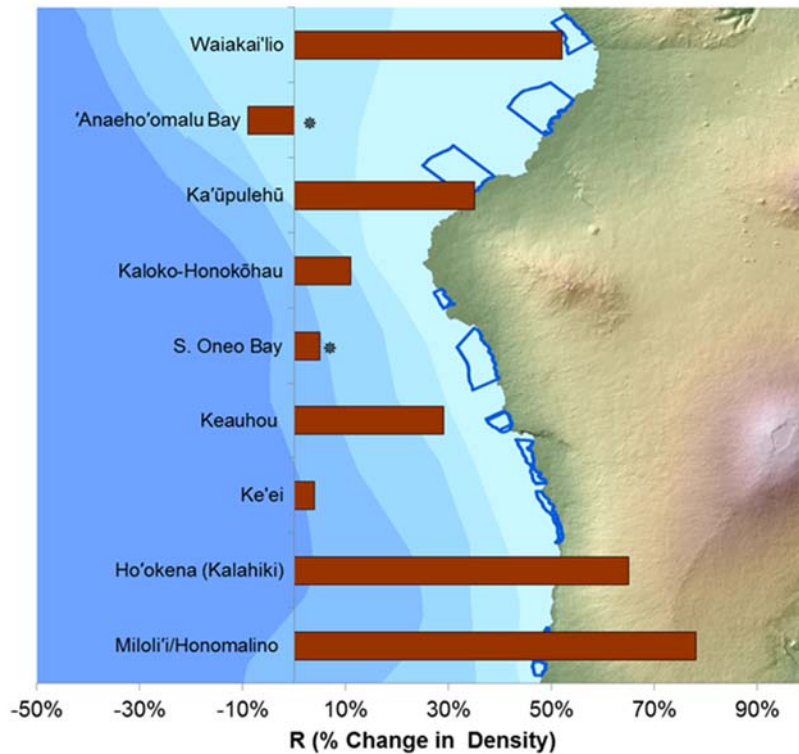 Waiakai'lio
'Anaeho'omalu Bay
Ka'ūpulehū
Kaloko-Honokōhau
S. Oneo Bay
Keauhou
Ke'ei
Ho'okena (Kalahiki)
Miloli'i/Honomalino
-50% -30% -10% 10% 30% 50% 70% 90%
R (% Change in Density)